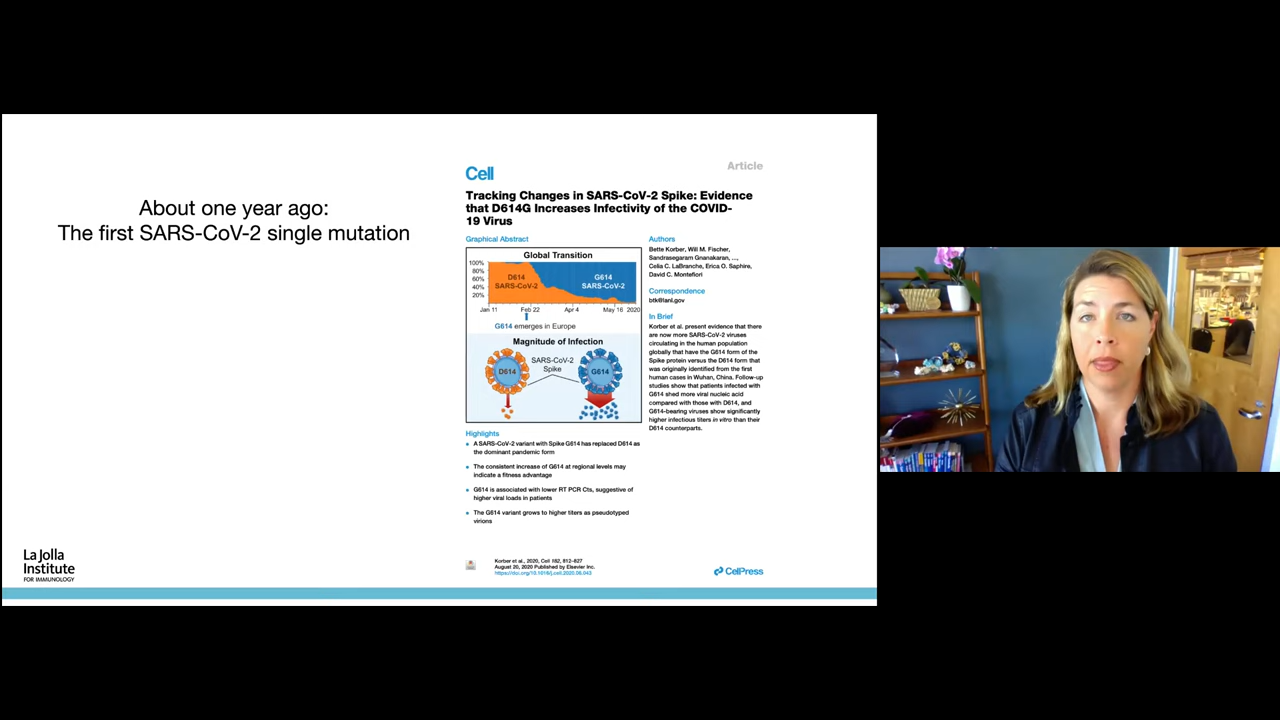 About one year ago:
The first SARS-CoV-2 single mutation
La Jolla
Institute
FOR IMMUNOLOGY
Cell
Article
Tracking Changes in SARS-CoV-2 Spike: Evidence
that D614G Increases Infectivity of the COVID-
19 Virus
Graphical Abstract
Global Transition
100%
80%
60%
40%
20%
D614
SARS-CoV-2
G614
SARS-CoV-2
Jan 11
Feb 22
Apr 4
May 16
2020
G614 emerges in Europe
Magnitude of Infection
SARS-CoV-2
Spike
D614
G614
Highlights
A SARS-CoV-2 variant with Spike G614 has replaced D614 as
the dominant pandemic form
The consistent increase of G614 at regional levels may
indicate a fitness advantage
G614 is associated with lower RT PCR Cts, suggestive of
higher viral loads in patients
The G614 variant grows to higher titers as pseudotyped
virions
Authors
Bette Korber, Will M. Fischer,
Sandrasegaram Gnanakaran, ...,
Celia C. LaBranche, Erica O. Saphire,
David C. Montefiori
Correspondence
btk@lanl.gov
In Brief
Korber et al. present evidence that there
are now more SARS-CoV-2 viruses
circulating in the human population
globally that have the G614 form of the
Spike protein versus the D614 form that
was originally identified from the first
human cases in Wuhan, China. Follow-up
studies show that patients infected with
G614 shed more viral nucleic acid
compared with those with D614, and
G614-bearing viruses show significantly
higher infectious titers in vitro than their
D614 counterparts.
Korber et al., 2020, Cell 182, 812–827
August 20, 2020 Published by Elsevier Inc.
https://doi.org/10.1016/j.cell.2020.06.043
CellPress